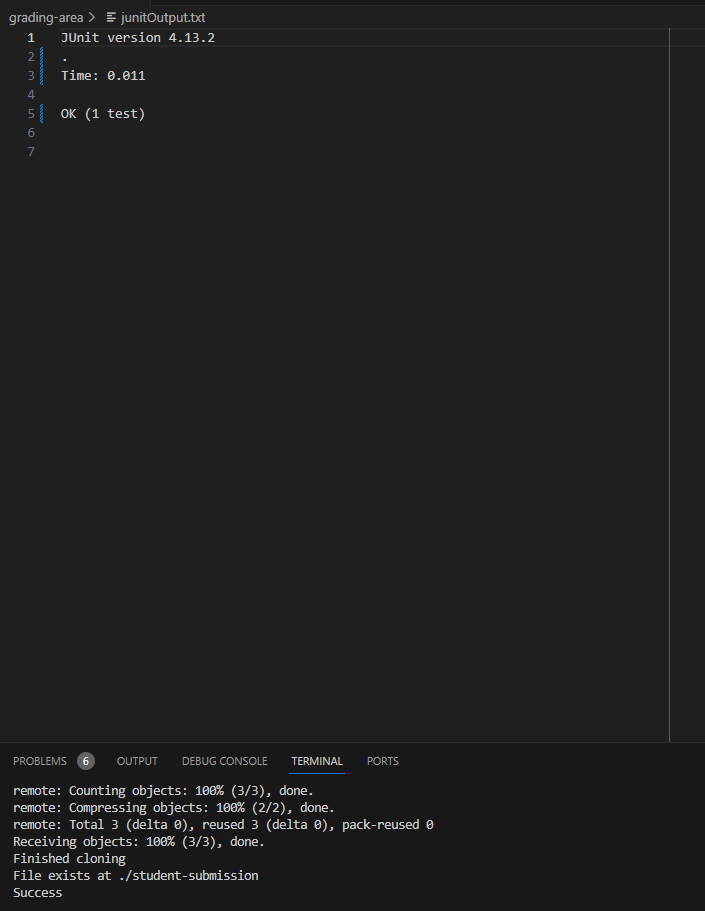 grading-area > junitOutput.txt
1 JUnit version 4.13.2
2 .
3 Time: 0.011
4
5 OK (1 test)
6
7
PROBLEMS 6 OUTPUT DEBUG CONSOLE TERMINAL PORTS
remote: Counting objects: 100% (3/3), done.
remote: Compressing objects: 100% (2/2), done.
remote: Total 3 (delta 0), reused 3 (delta 0), pack-reused 0
Receiving objects: 100% (3/3), done.
Finished cloning
File exists at ./student-submission
Success